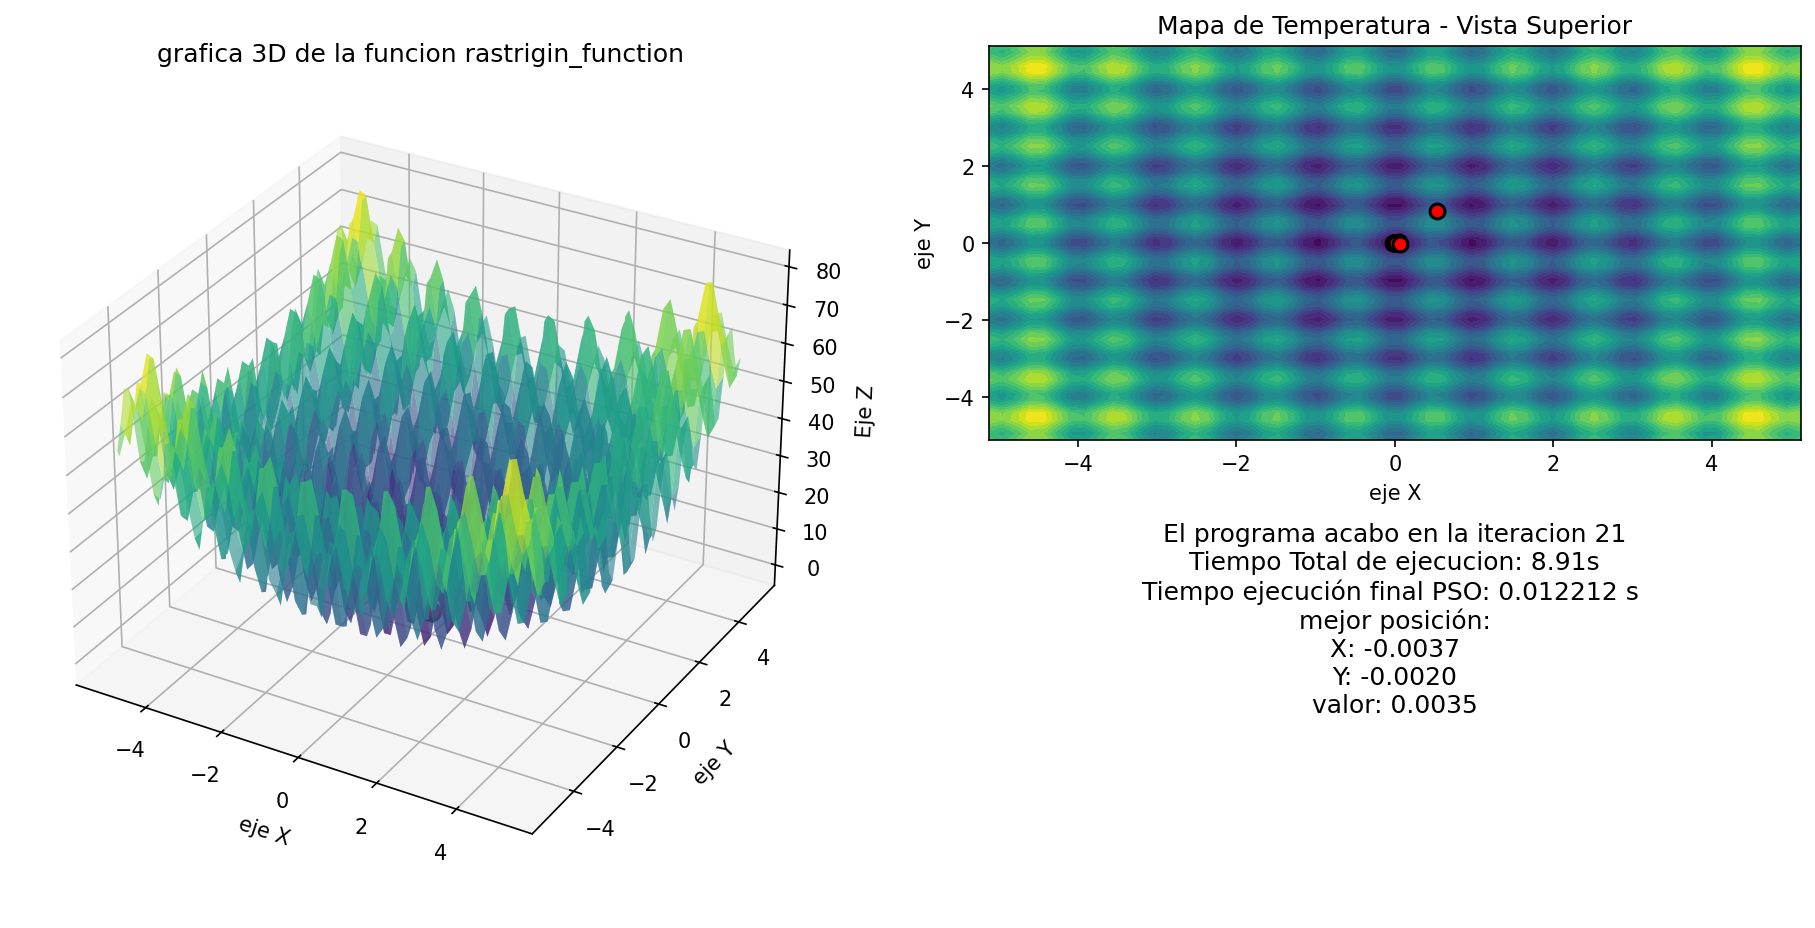 grafica 3D de la funcion rastrigin_function
80
70
60
50
40
30
20
10
0
Eje Z
−4
−2
0
2
4
eje X
−4
−2
0
2
4
eje Y
Mapa de Temperatura - Vista Superior
4
2
0
−2
−4
eje Y
−4
−2
0
2
4
eje X
El programa acabo en la iteracion 21
Tiempo Total de ejecucion: 8.91s
Tiempo ejecución final PSO: 0.012212 s
mejor posición:
X: -0.0037
Y: -0.0020
valor: 0.0035